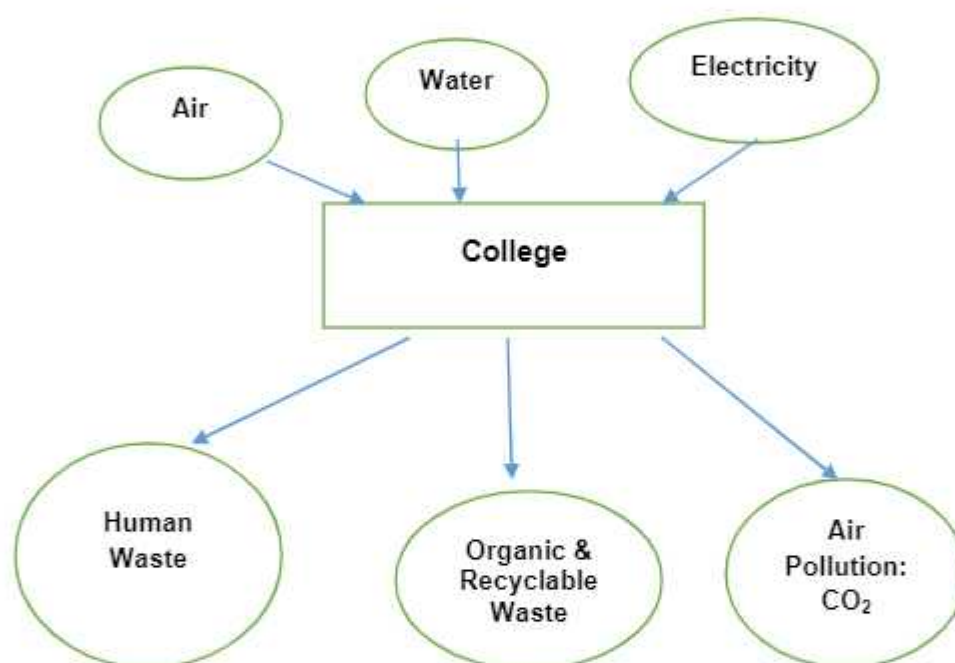 Air
Water
Electricity
College
Human
Waste
Organic &
Recyclable
Waste
Air
Pollution:
CO₂